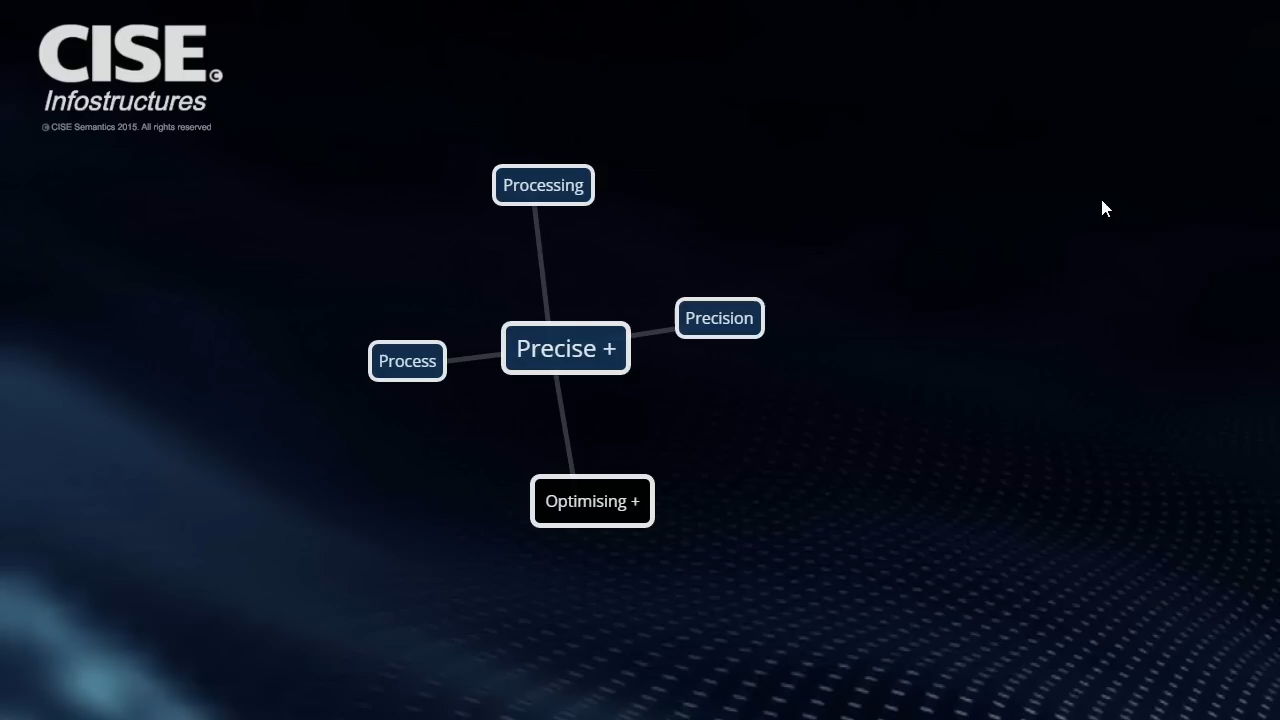 CISE©
Infostructures
© CISE Semantics 2015. All rights reserved
Processing
Precision
Precise +
Process
Optimising +